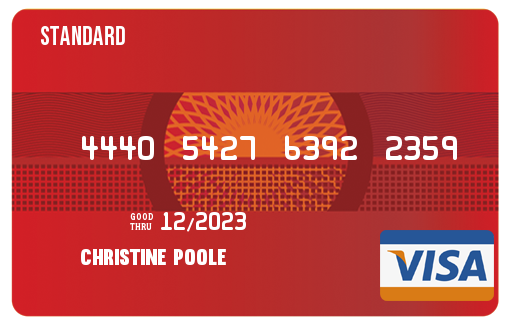 STANDARD
4440 5427 6392 2359
GOOD THRU 12/2023
CHRISTINE POOLE
VISA